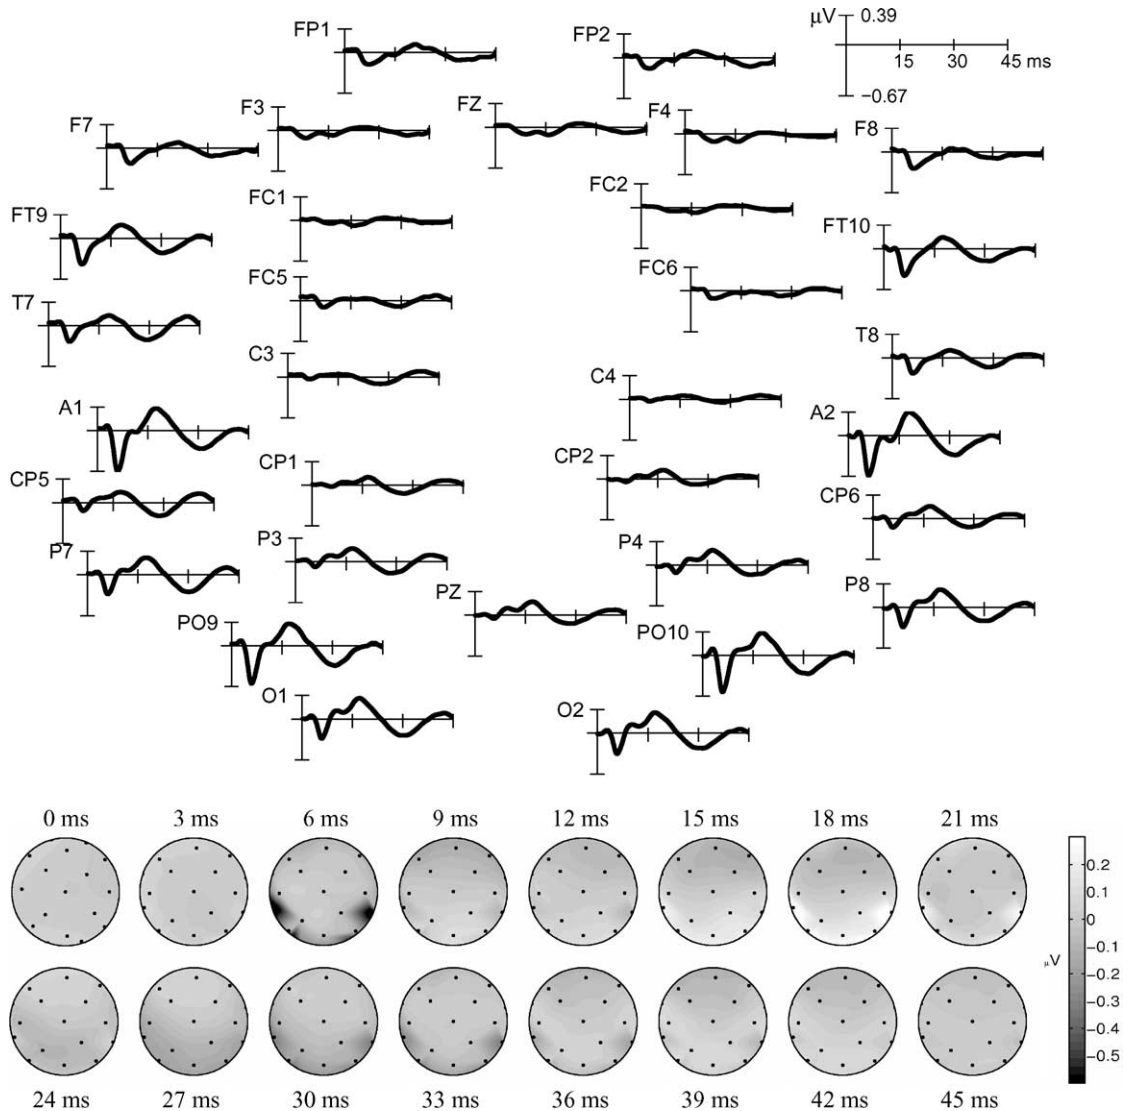 FP1
FP2
μV
0.39
15 30 45 ms
−0.67
F7
F3
FZ
F4
F8
FT9
FC1
FC2
FT10
FC5
FC6
T7
C3
C4
T8
A1
A2
CP5
CP1
CP2
CP6
P7
P3
P4
P8
PZ
PO9
PO10
O1
O2
0 ms 3 ms 6 ms 9 ms 12 ms 15 ms 18 ms 21 ms
0.2
0.1
0
−0.1
μV
−0.2
−0.3
−0.4
−0.5
24 ms 27 ms 30 ms 33 ms 36 ms 39 ms 42 ms 45 ms